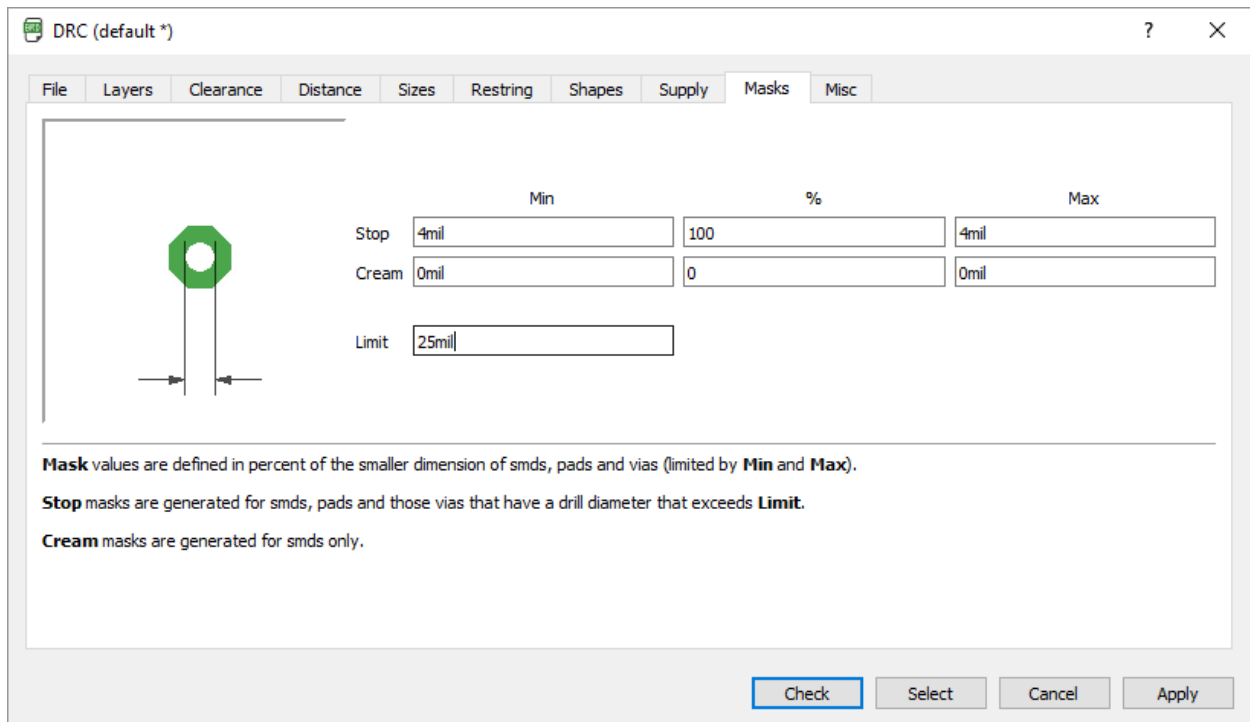 DRC (default *)
File Layers Clearance Distance Sizes Restring Shapes Supply Masks Misc
Min % Max
Stop 4mil 100 4mil
Cream 0mil 0 0mil
Limit 25mil
Mask values are defined in percent of the smaller dimension of smds, pads and vias (limited by Min and Max).
Stop masks are generated for smds, pads and those vias that have a drill diameter that exceeds Limit.
Cream masks are generated for smds only.
Check Select Cancel Apply